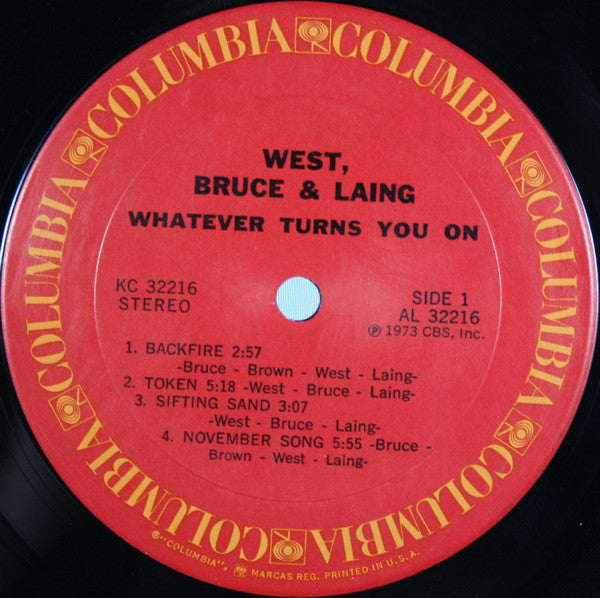 COLUMBIA COLUMBIA COLUMBIA COLUMBIA COLUMBIA COLUMBIA
WEST,
BRUCE & LAING
WHATEVER TURNS YOU ON
KC 32216
STEREO
SIDE 1
AL 32216
Ⓟ 1973 CBS, Inc.
1. BACKFIRE 2:57
-Bruce - Brown - West - Laing-
2. TOKEN 5:18 -West - Bruce - Laing-
3. SIFTING SAND 3:07
-West - Bruce - Laing-
4. NOVEMBER SONG 5:55 -Bruce -
Brown - West - Laing-
®"COLUMBIA", MARCAS REG. PRINTED IN U.S.A.